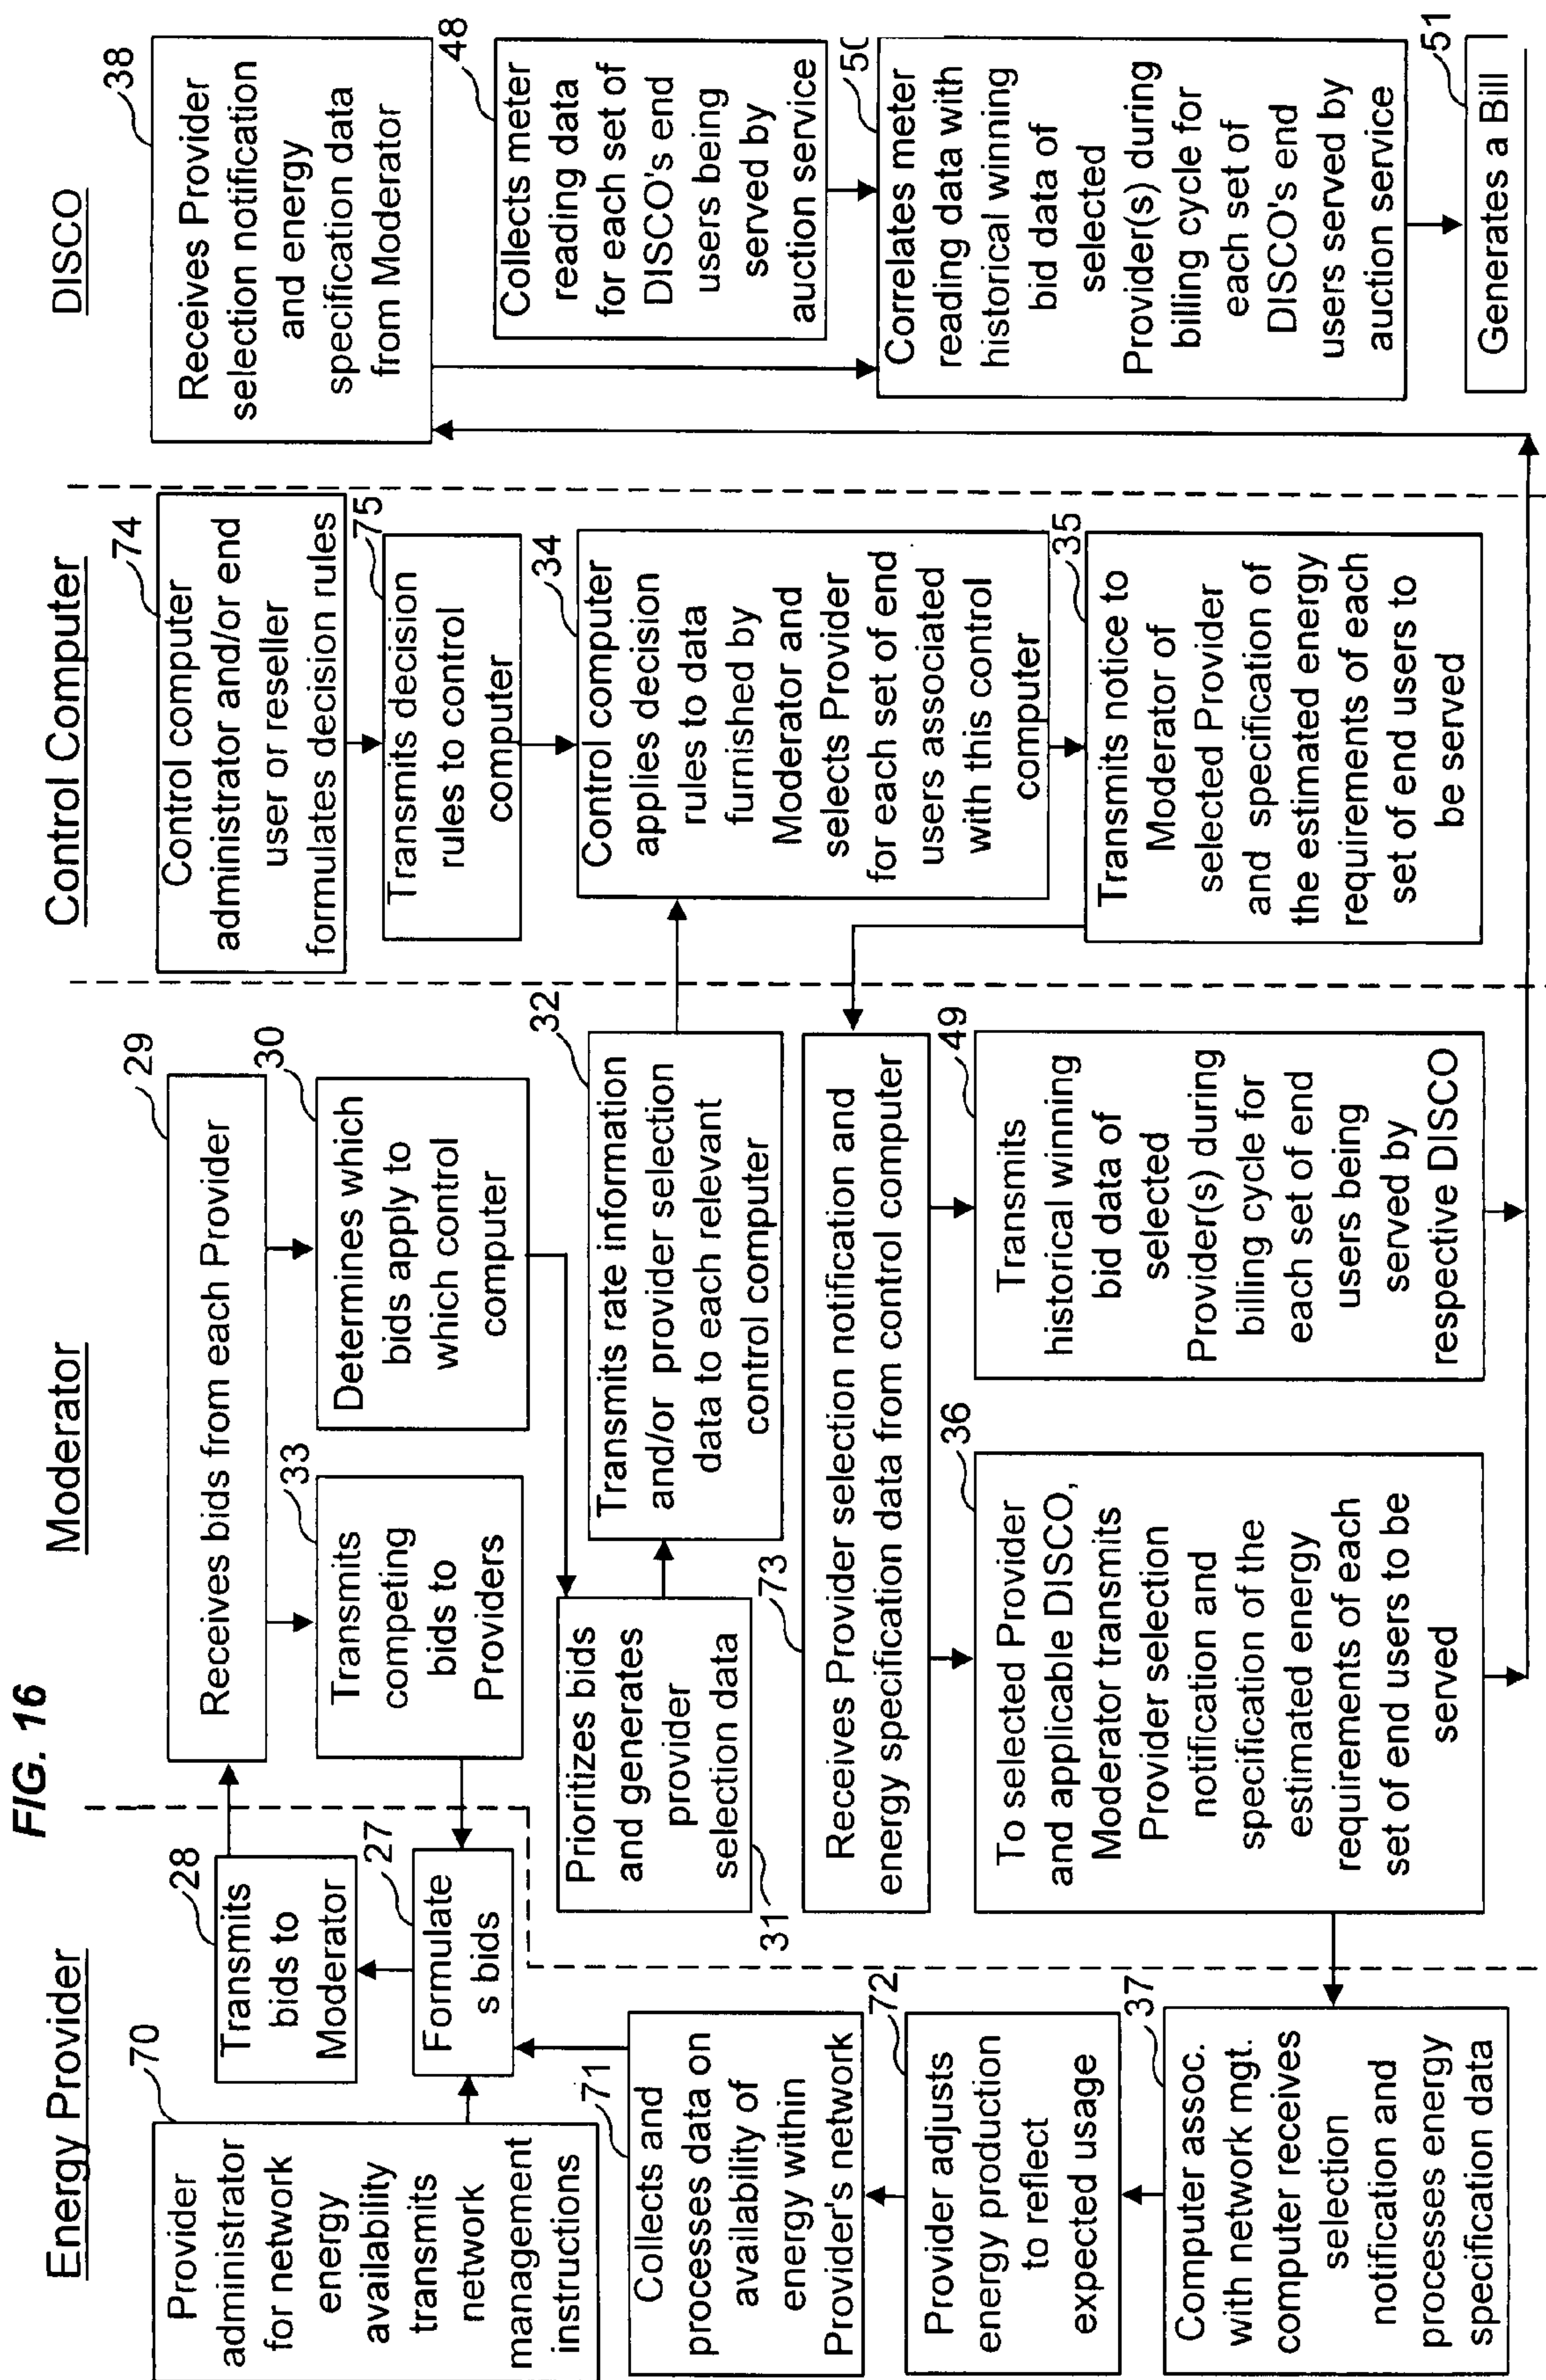 FIG. 16
Energy Provider
Moderator
Control Computer
DISCO
70
Provider
administrator
for network
energy
availability
transmits
network
management
instructions
28
Transmits
bids to
Moderator
27
Formulate
s bids
71
Collects and
processes data on
availability of
energy within
Provider's network
72
Provider adjusts
energy production
to reflect
expected usage
37
Computer assoc.
with network mgt.
computer receives
selection
notification and
processes energy
specification data
29
Receives bids from each Provider
33
Transmits
competing
bids to
Providers
30
Determines which
bids apply to
which control
computer
31
Prioritizes bids
and generates
provider
selection data
32
Transmits rate information
and/or provider selection
data to each relevant
control computer
73
Receives Provider selection notification and
energy specification data from control computer
36
To selected Provider
and applicable DISCO,
Moderator transmits
Provider selection
notification and
specification of the
estimated energy
requirements of each
set of end users to be
served
49
Transmits
historical winning
bid data of
selected
Provider(s) during
billing cycle for
each set of end
users being
served by
respective DISCO
74
Control computer
administrator and/or end
user or reseller
formulates decision rules
75
Transmits decision
rules to control
computer
34
Control computer
applies decision
rules to data
furnished by
Moderator and
selects Provider
for each set of end
users associated
with this control
computer
35
Transmits notice to
Moderator of
selected Provider
and specification of
the estimated energy
requirements of each
set of end users to
be served
38
Receives Provider
selection notification
and energy
specification data
from Moderator
48
Collects meter
reading data
for each set of
DISCO's end
users being
served by
auction service
50
Correlates meter
reading data with
historical winning
bid data of
selected
Provider(s) during
billing cycle for
each set of
DISCO's end
users served by
auction service
51
Generates a Bill